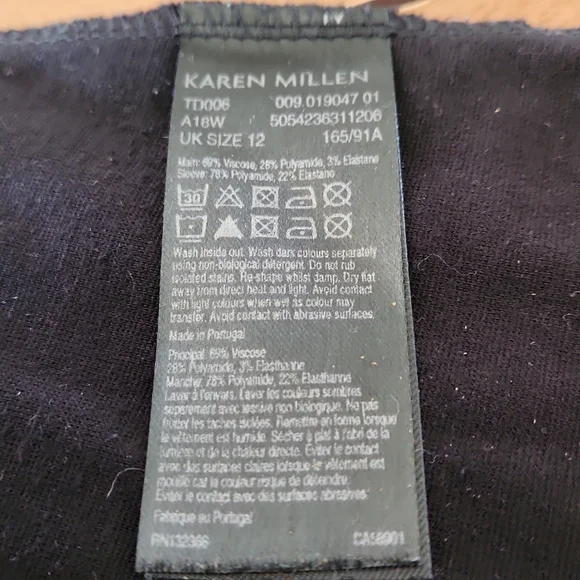 KAREN MILLEN
TD006 009.019047 01
A18W 5054236311206
UK SIZE 12 165/91A
Main: 69% Viscose, 28% Polyamide, 3% Elastano
Sleeve: 78% Polyamide, 22% Elastano
30
Wash inside out. Wash dark colours separately
using non-biological detergent. Do not rub
isolated stains. Re-shape whilst damp. Dry flat
away from direct heat and light. Avoid contact
with light colours when wet as colour may
transfer. Avoid contact with abrasive surfaces.
Made in Portugal
Principal: 69% Viscose
28% Polyamide, 3% Elasthanne
Manche: 78% Polyamide, 22% Elasthanne
Laver à l'envers. Laver les couleurs sombres
séparément avec lessive non biologique. Ne pas
frotter les taches isolées. Remettre en forme lorsque
le vêtement est humide. Sécher à plat à l'abri de la
lumière et de la chaleur directe. Eviter le contact
avec des surfaces claires lorsque le vêtement est
mouillé car la couleur risque de déteindre.
Eviter le contact avec des surfaces abrasives.
Fabriqué au Portugal
RN132366